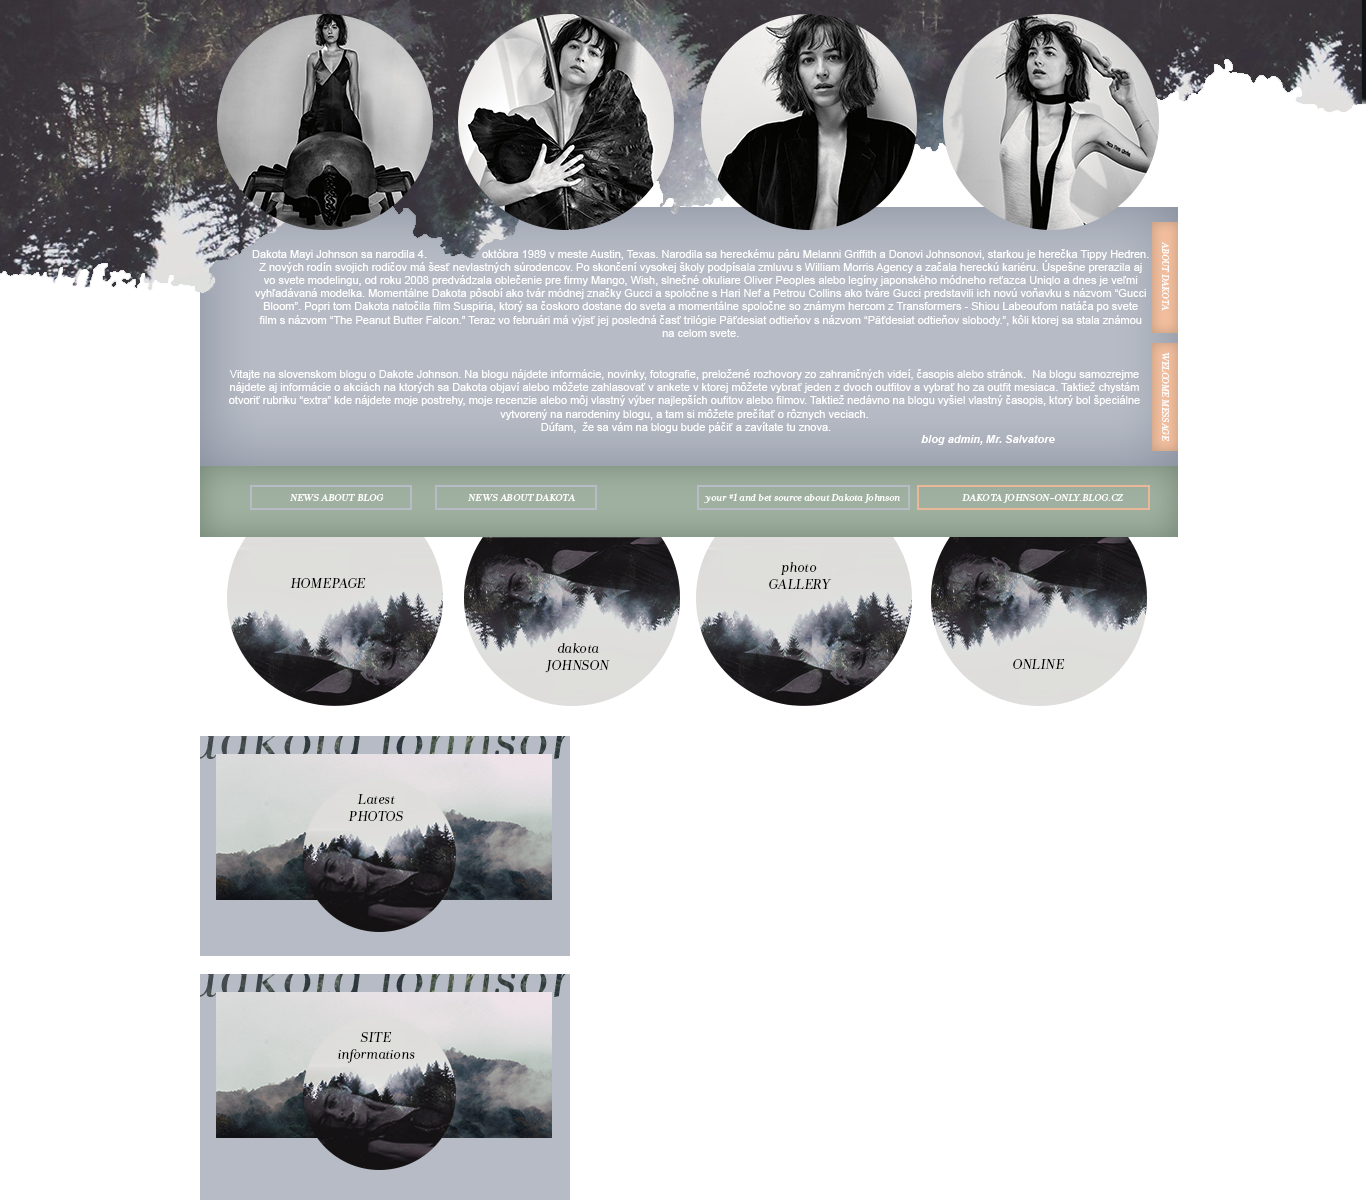 Dakota Mayi Johnson sa narodila 4. októbra 1989 v meste Austin, Texas. Narodila sa hereckému páru Melanni Griffith a Donovi Johnsonovi, starkou je herečka Tippy Hedren.
Z nových rodín svojich rodičov má šesť nevlastných súrodencov. Po skončení vysokej školy podpísala zmluvu s William Morris Agency a začala hereckú kariéru. Úspešne prerazila aj
vo svete modelingu, od roku 2008 predvádzala oblečenie pre firmy Mango, Wish, slnečné okuliare Oliver Peoples alebo legíny japonského módneho reťazca Uniqlo a dnes je veľmi
vyhľadávaná modelka. Momentálne Dakota pôsobí ako tvár módnej značky Gucci a spoločne s Hari Nef a Petrou Collins ako tváre Gucci predstavili ich novú voňavku s názvom “Gucci
Bloom”. Popri tom Dakota natočila film Suspiria, ktorý sa čoskoro dostane do sveta a momentálne spoločne so známym hercom z Transformers - Shiou Labeoufom natáča po svete
film s názvom “The Peanut Butter Falcon.” Teraz vo februári má výjsť jej posledná časť trilógie Päťdesiat odtieňov s názvom “Päťdesiat odtieňov slobody.”, kôli ktorej sa stala známou
na celom svete.
ABOUT DAKOTA
Vitajte na slovenskom blogu o Dakote Johnson. Na blogu nájdete informácie, novinky, fotografie, preložené rozhovory zo zahraničných videí, časopis alebo stránok. Na blogu samozrejme
nájdete aj informácie o akciách na ktorých sa Dakota objaví alebo môžete zahlasovať v ankete v ktorej môžete vybrať jeden z dvoch outfitov a vybrať ho za outfit mesiaca. Taktiež chystám
otvoriť rubriku “extra” kde nájdete moje postrehy, moje recenzie alebo môj vlastný výber najlepších outfitov alebo filmov. Taktiež nedávno na blogu vyšiel vlastný časopis, ktorý bol špeciálne
vytvorený na narodeniny blogu, a tam si môžete prečítať o rôznych veciach.
Dúfam, že sa vám na blogu bude páčiť a zavítate tu znova.
blog admin, Mr. Salvatore
WELCOME MESSAGE
NEWS ABOUT BLOG
NEWS ABOUT DAKOTA
your #1 and bet source about Dakota Johnson
DAKOTA JOHNSON-ONLY.BLOG.CZ
HOMEPAGE
dakota
JOHNSON
photo
GALLERY
ONLINE
dakota johnson
Latest
PHOTOS
dakota johnson
SITE
informations